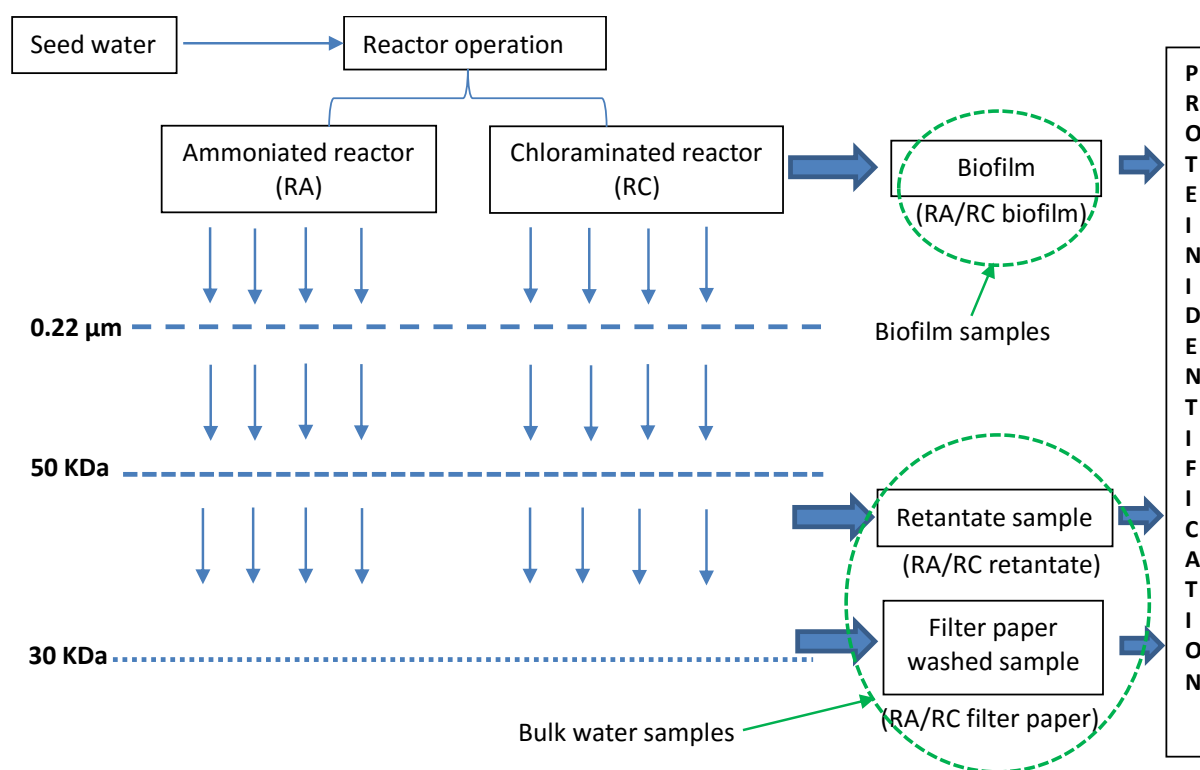 Seed water
Reactor operation
Ammoniated reactor
(RA)
Chloraminated reactor
(RC)
Biofilm
(RA/RC biofilm)
0.22 µm
Biofilm samples
50 KDa
Retantate sample
(RA/RC retantate)
Filter paper
washed sample
30 KDa
(RA/RC filter paper)
Bulk water samples
P
R
O
T
E
I
N
I
D
E
N
T
I
F
I
C
A
T
I
O
N